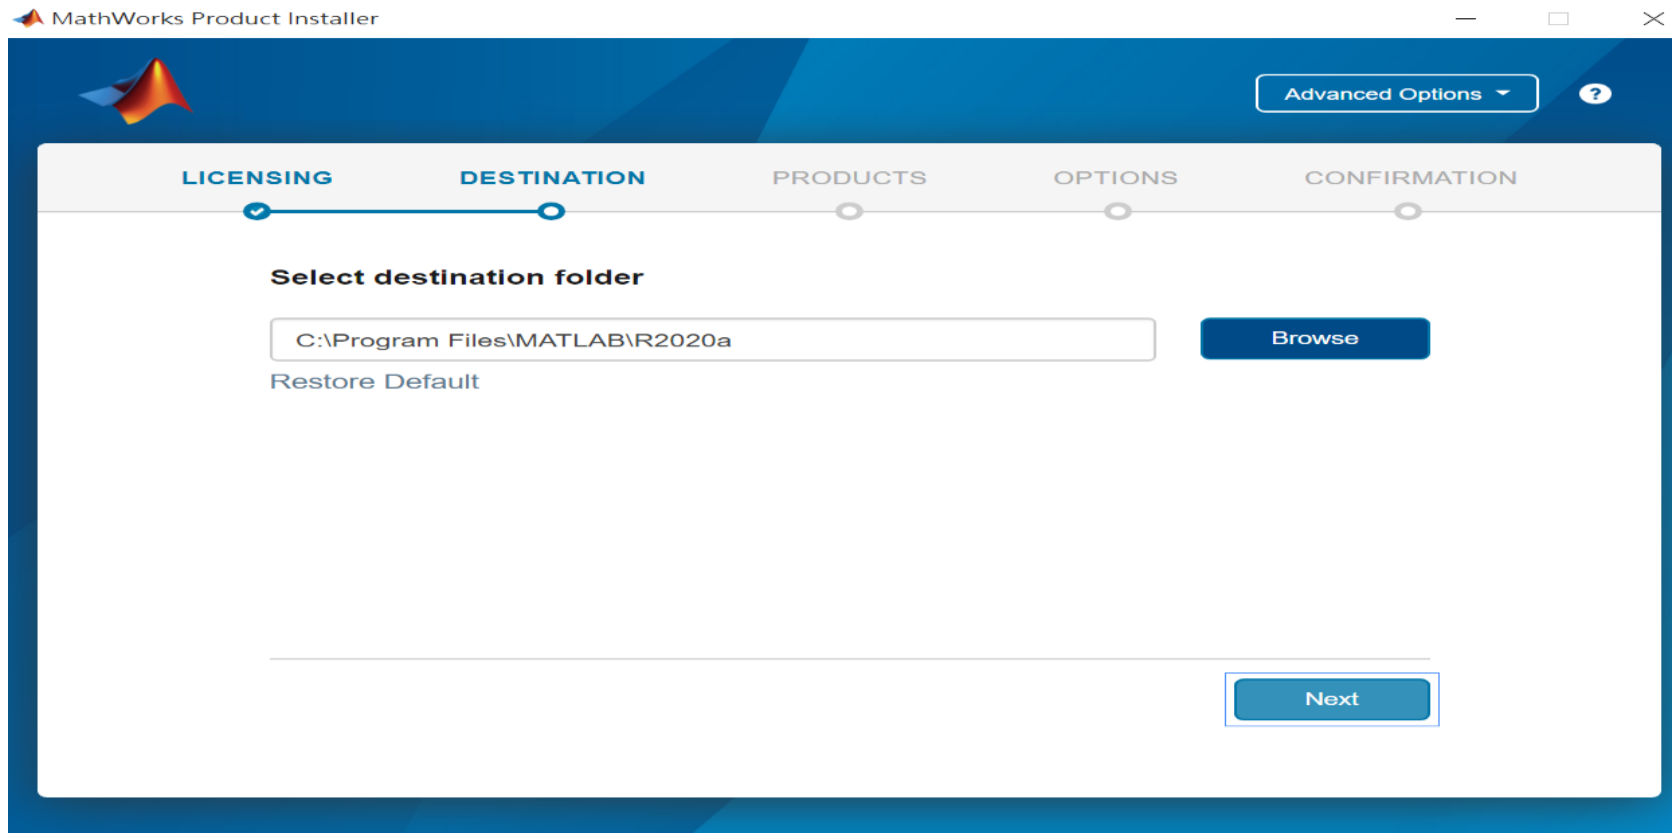 MathWorks Product Installer
Advanced Options
?
LICENSING DESTINATION PRODUCTS OPTIONS CONFIRMATION
Select destination folder
C:\Program Files\MATLAB\R2020a Browse
Restore Default
Next